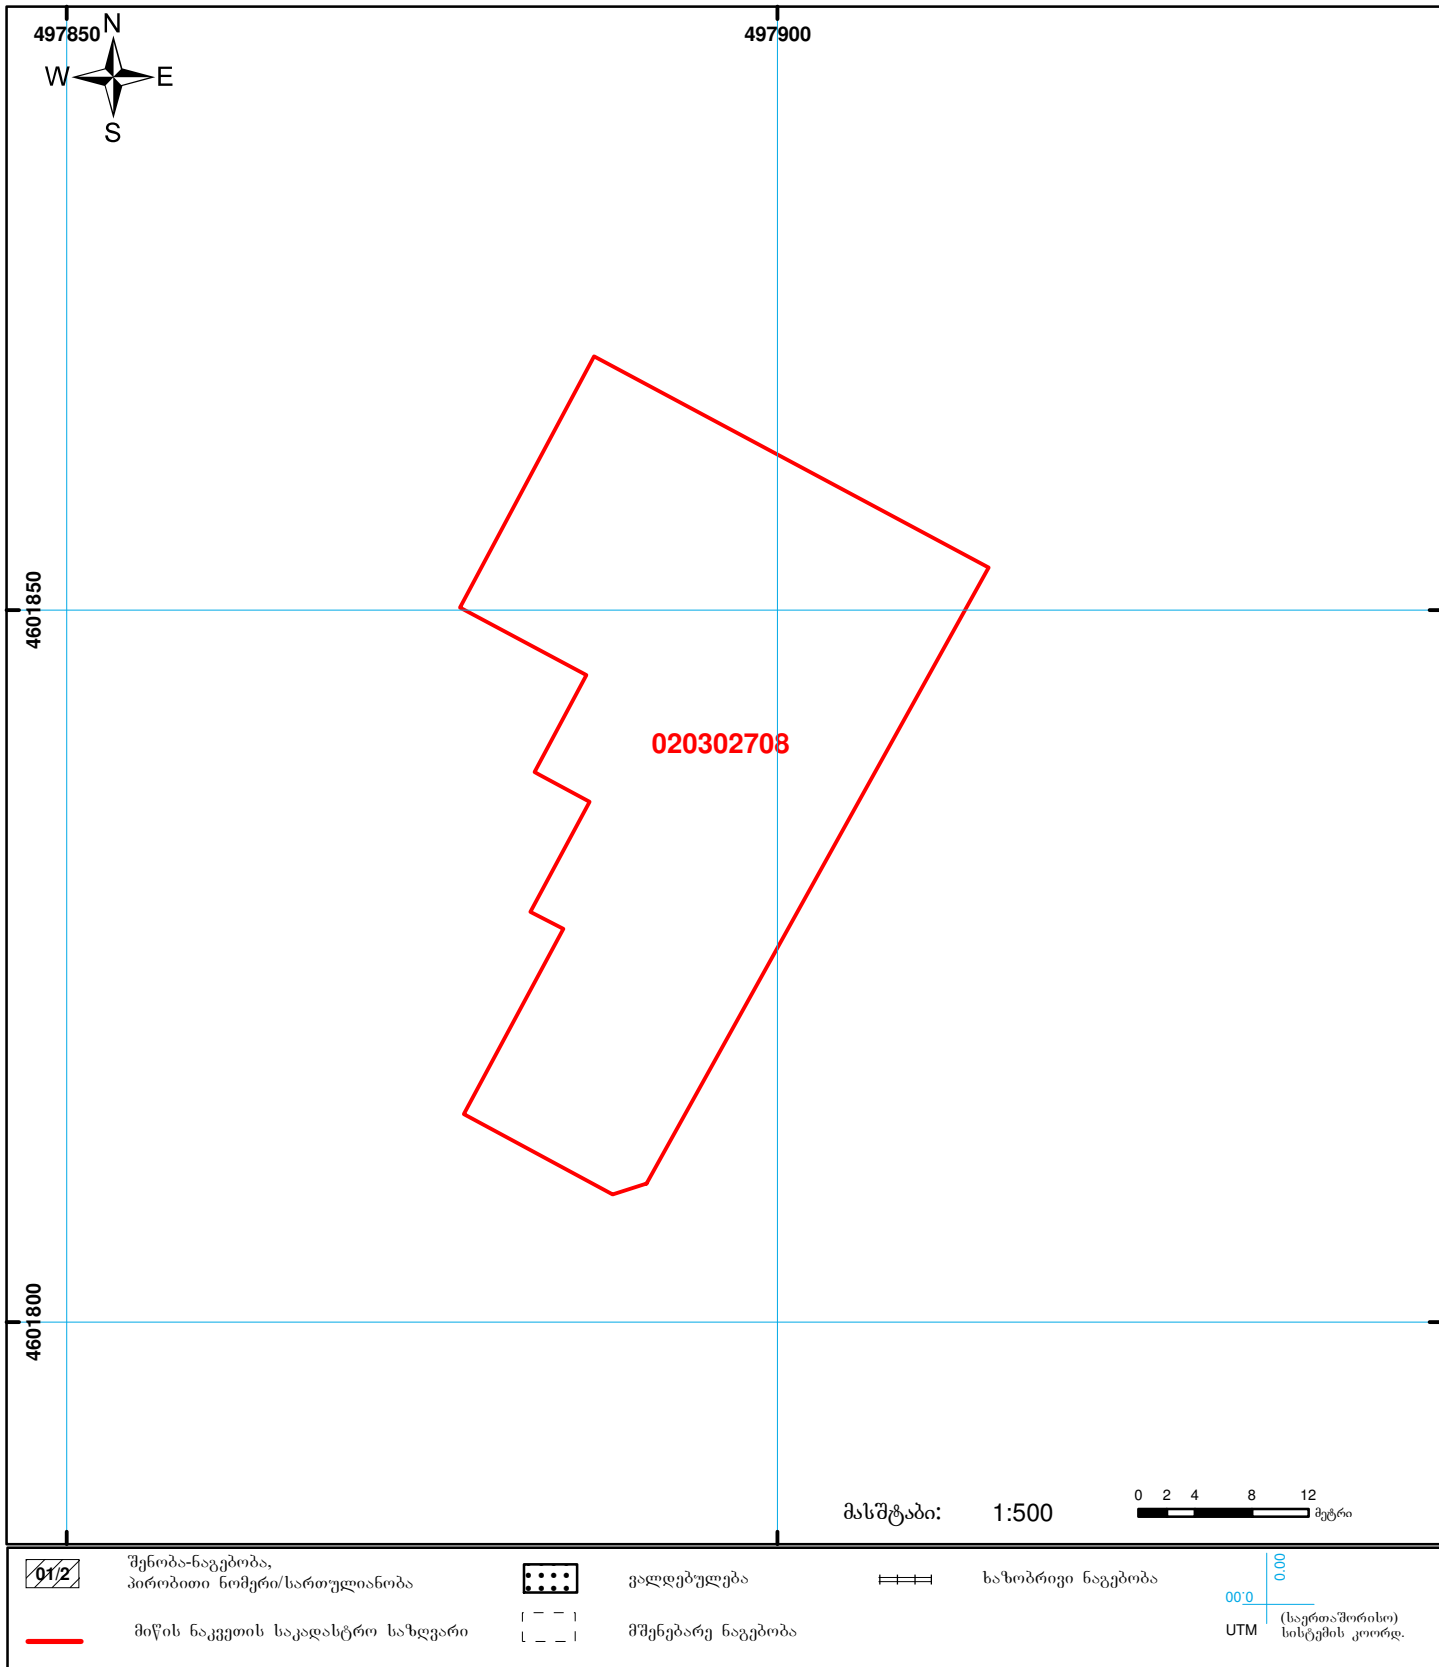 497850
497900
N
W
E
S
4601850
020302708
4601800
მასშტაბი: 1:500
0 2 4 8 12
მეტრი
01/2
შენობა-ნაგებობა,
პირობითი ნომერი/სართულიანობა
ვალდებულება
ხაზობრივი ნაგებობა
მიწის ნაკვეთის საკადასტრო საზღვარი
მშენებარე ნაგებობა
00.0
0.00
UTM
(საერთაშორისო)
სისტემის კოორდ.